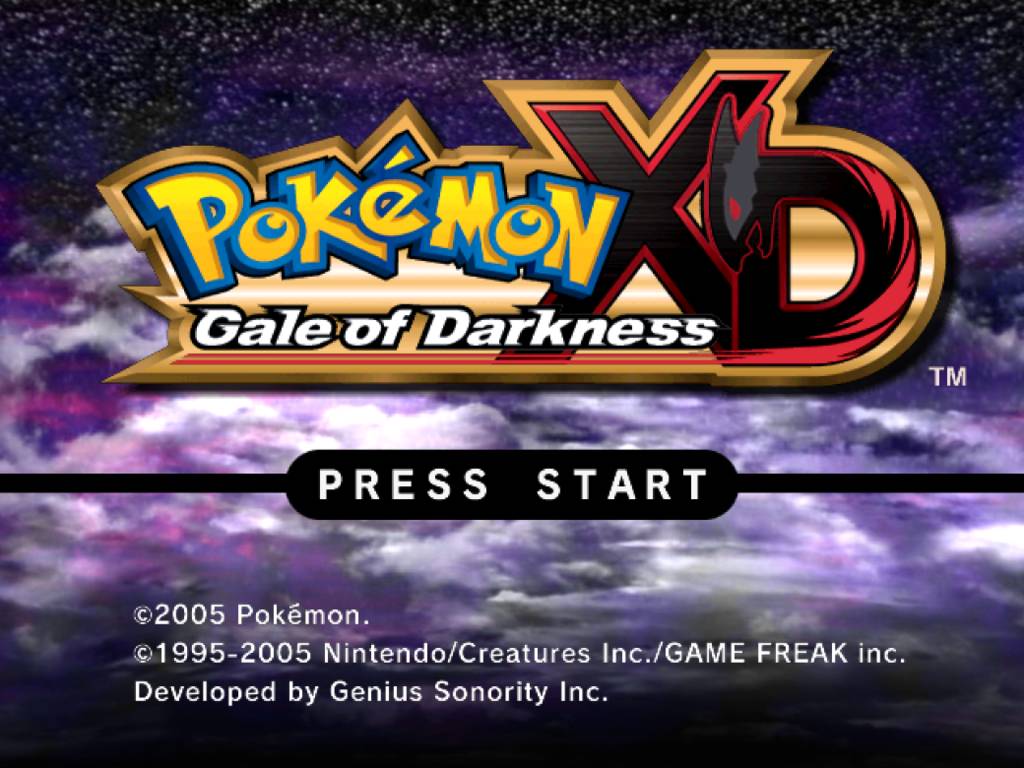 POKéMON XD
Gale of Darkness
TM
PRESS START
©2005 Pokémon.
©1995-2005 Nintendo/Creatures Inc./GAME FREAK inc.
Developed by Genius Sonority Inc.